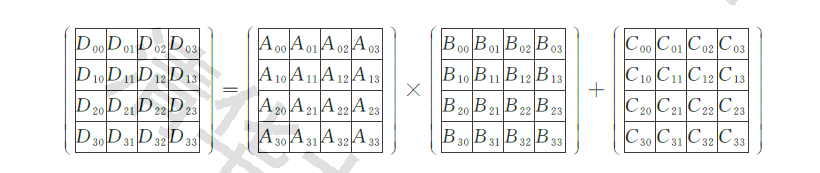 D00 D01 D02 D03 A00 A01 A02 A03 B00 B01 B02 B03 C00 C01 C02 C03
D10 D11 D12 D13 A10 A11 A12 A13 B10 B11 B12 B13 C10 C11 C12 C13
= × +
D20 D21 D22 D23 A20 A21 A22 A23 B20 B21 B22 B23 C20 C21 C22 C23
D30 D31 D32 D33 A30 A31 A32 A33 B30 B31 B32 B33 C30 C31 C32 C33
清华